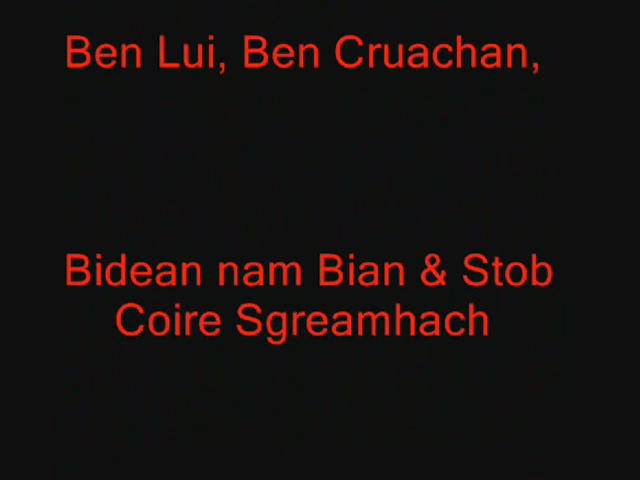 Ben Lui, Ben Cruachan,
Bidean nam Bian & Stob
Coire Sgreamhach